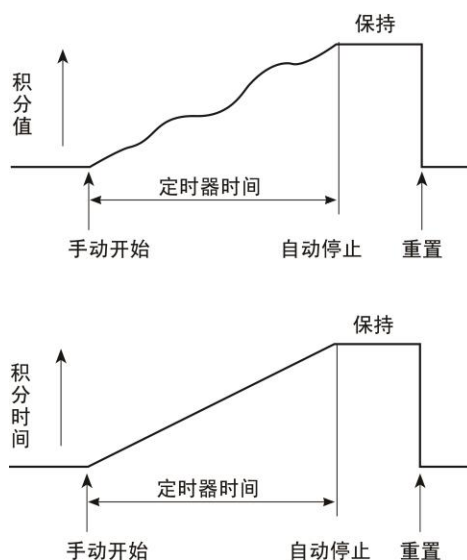 保持
积分值
定时器时间
手动开始
自动停止
重置
保持
积分时间
定时器时间
手动开始
自动停止
重置